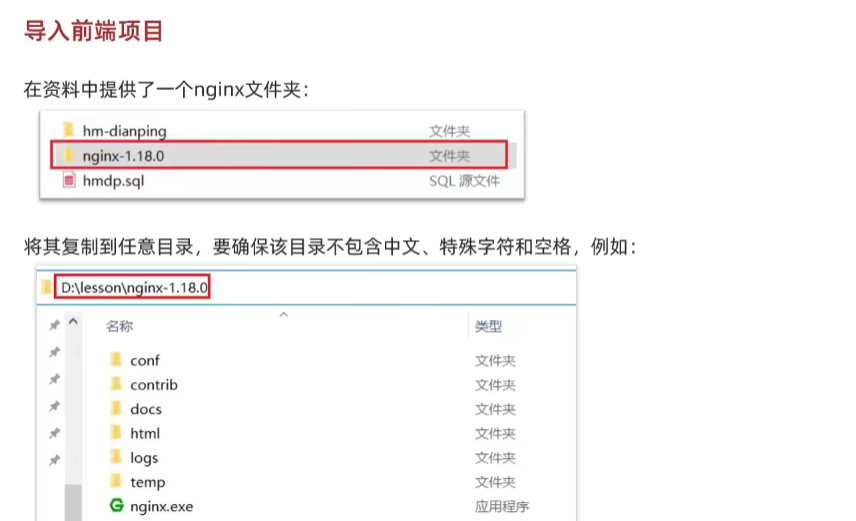 导入前端项目
在资料中提供了一个nginx文件夹：
hm-dianping 文件夹
nginx-1.18.0 文件夹
hmdp.sql SQL 源文件
将其复制到任意目录，要确保该目录不包含中文、特殊字符和空格，例如：
D:\lesson\nginx-1.18.0
名称 类型
conf 文件夹
contrib 文件夹
docs 文件夹
html 文件夹
logs 文件夹
temp 文件夹
nginx.exe 应用程序